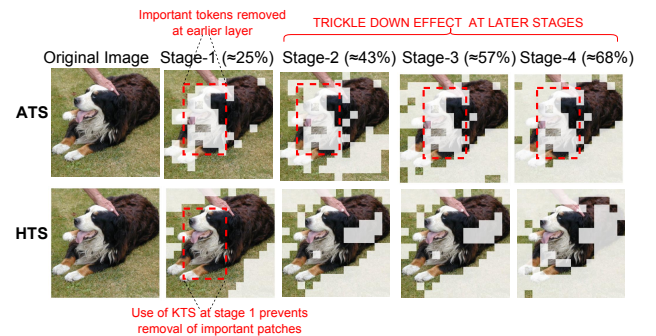 Important tokens removed
at earlier layer
TRICKLE DOWN EFFECT AT LATER STAGES
Original Image Stage-1 (≈25%) Stage-2 (≈43%) Stage-3 (≈57%) Stage-4 (≈68%)
ATS
HTS
Use of KTS at stage 1 prevents
removal of important patches